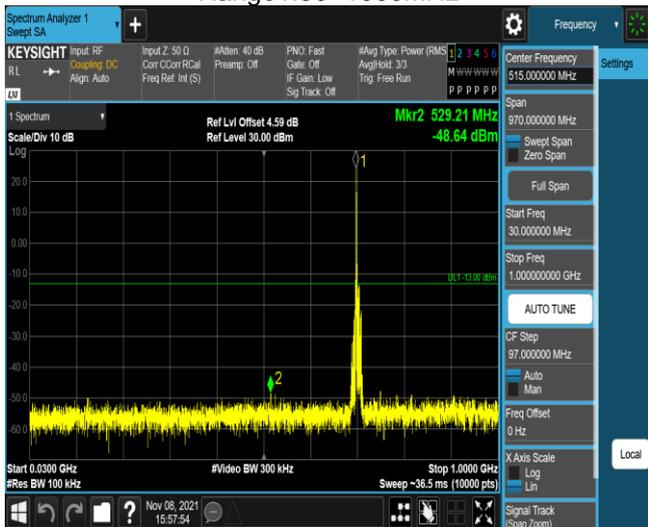 Spectrum Analyzer 1
Swept SA
Frequency
KEYSIGHT
RL
LXI
Input: RF
Coupling: DC
Align: Auto
Input Z: 50 Ω
Corr CCorr RCal
Freq Ref: Int (S)
#Atten: 40 dB
Preamp: Off
PNO: Fast
Gate: Off
IF Gain: Low
Sig Track: Off
#Avg Type: Power (RMS
Avg|Hold: 3/3
Trig: Free Run
1 2 3 4 5 6
M W W W W W
P P P P P P
1 Spectrum
Scale/Div 10 dB
Log
Ref Lvl Offset 4.59 dB
Ref Level 30.00 dBm
Mkr2 529.21 MHz
-48.64 dBm
1
20.0
10.0
0.00
-10.0
DL1 -13.00 dBm
-20.0
-30.0
-40.0
2
-50.0
-60.0
Start 0.0300 GHz
#Res BW 100 kHz
#Video BW 300 kHz
Stop 1.0000 GHz
Sweep ~36.5 ms (10000 pts)
Nov 08, 2021
15:57:54
Center Frequency
515.000000 MHz
Settings
Span
970.000000 MHz
Swept Span
Zero Span
Full Span
Start Freq
30.000000 MHz
Stop Freq
1.000000000 GHz
AUTO TUNE
CF Step
97.000000 MHz
Auto
Man
Freq Offset
0 Hz
X Axis Scale
Log
Lin
Local
Signal Track
(Span Zoom)